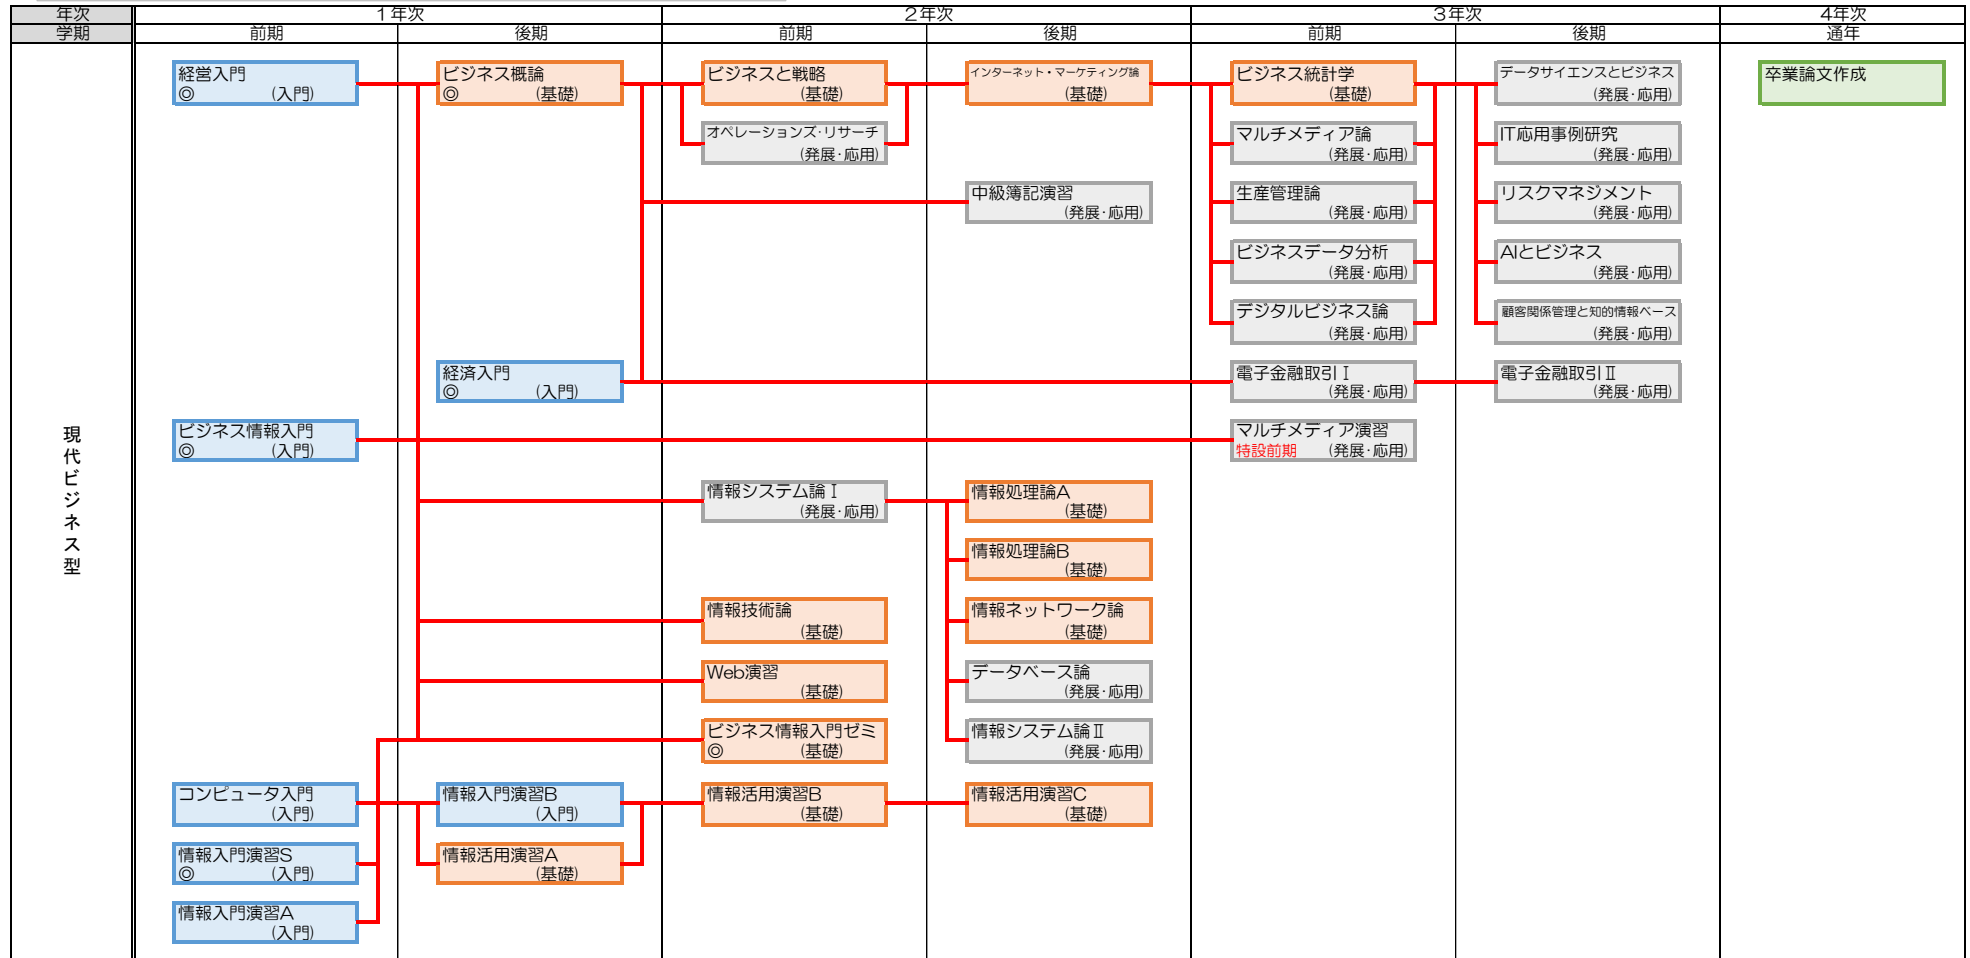 年次 1年次 2年次 3年次 4年次
学期 前期 後期 前期 後期 前期 後期 通年
現代ビジネス型
経営入門
◎ (入門)
ビジネス概論
◎ (基礎)
ビジネスと戦略
(基礎)
インターネット・マーケティング論
(基礎)
ビジネス統計学
(基礎)
データサイエンスとビジネス
(発展・応用)
卒業論文作成
オペレーションズ・リサーチ
(発展・応用)
マルチメディア論
(発展・応用)
IT応用事例研究
(発展・応用)
中級簿記演習
(発展・応用)
生産管理論
(発展・応用)
リスクマネジメント
(発展・応用)
ビジネスデータ分析
(発展・応用)
AIとビジネス
(発展・応用)
デジタルビジネス論
(発展・応用)
顧客関係管理と知的情報ベース
(発展・応用)
経済入門
◎ (入門)
電子金融取引Ⅰ
(発展・応用)
電子金融取引Ⅱ
(発展・応用)
ビジネス情報入門
◎ (入門)
マルチメディア演習
特設前期 (発展・応用)
情報システム論Ⅰ
(発展・応用)
情報処理論A
(基礎)
情報処理論B
(基礎)
情報技術論
(基礎)
情報ネットワーク論
(基礎)
Web演習
(基礎)
データベース論
(発展・応用)
ビジネス情報入門ゼミ
◎ (基礎)
情報システム論Ⅱ
(発展・応用)
コンピュータ入門
(入門)
情報入門演習B
(入門)
情報活用演習B
(基礎)
情報活用演習C
(基礎)
情報入門演習S
◎ (入門)
情報活用演習A
(基礎)
情報入門演習A
(入門)